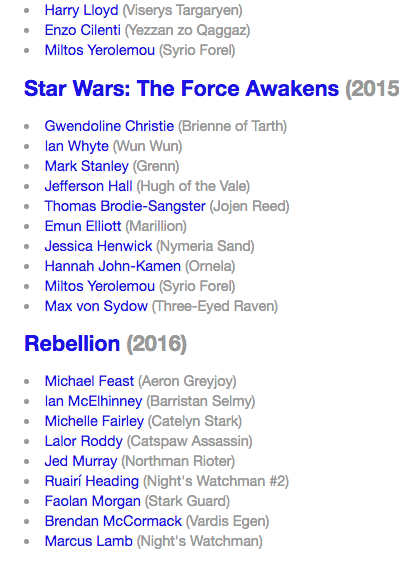 Harry Lloyd (Viserys Targaryen)
Enzo Cilenti (Yezzan zo Qaggaz)
Miltos Yerolemou (Syrio Forel)
Star Wars: The Force Awakens (2015
Gwendoline Christie (Brienne of Tarth)
Ian Whyte (Wun Wun)
Mark Stanley (Grenn)
Jefferson Hall (Hugh of the Vale)
Thomas Brodie-Sangster (Jojen Reed)
Emun Elliott (Marillion)
Jessica Henwick (Nymeria Sand)
Hannah John-Kamen (Ornela)
Miltos Yerolemou (Syrio Forel)
Max von Sydow (Three-Eyed Raven)
Rebellion (2016)
Michael Feast (Aeron Greyjoy)
Ian McElhinney (Barristan Selmy)
Michelle Fairley (Catelyn Stark)
Lalor Roddy (Catspaw Assassin)
Jed Murray (Northman Rioter)
Ruairí Heading (Night's Watchman #2)
Faolan Morgan (Stark Guard)
Brendan McCormack (Vardis Egen)
Marcus Lamb (Night's Watchman)